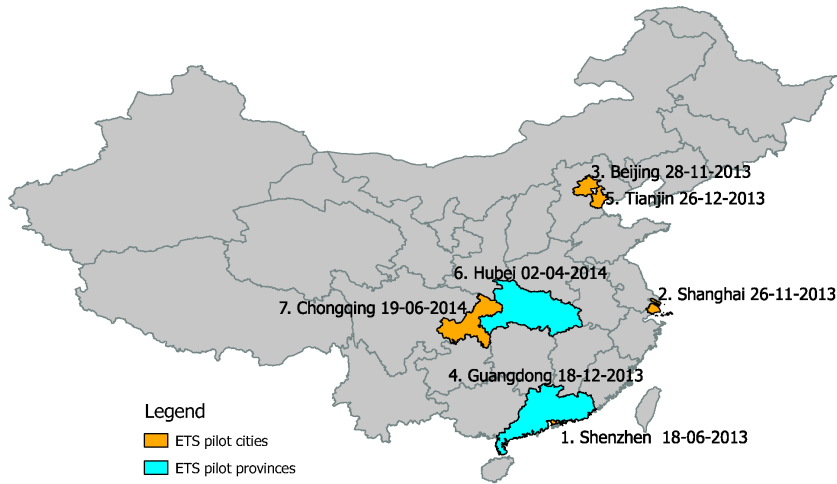 3. Beijing 28-11-2013
5. Tianjin 26-12-2013
6. Hubei 02-04-2014
2. Shanghai 26-11-2013
7. Chongqing 19-06-2014
4. Guangdong 18-12-2013
Legend
1. Shenzhen  18-06-2013
ETS pilot cities
ETS pilot provinces